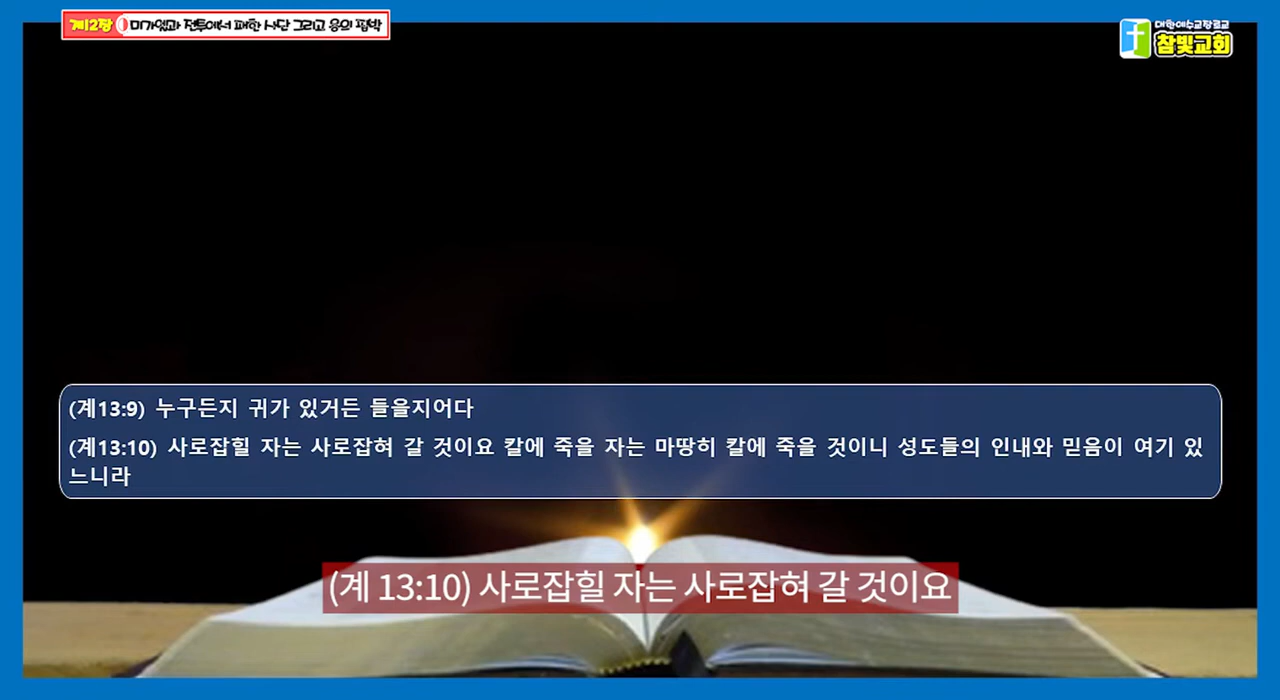 제2장 미가엘과 전투에서 패한 사단 그리고 용의 핍박
대한예수교장로교
참빛교회
(계13:9) 누구든지 귀가 있거든 들을지어다
(계13:10) 사로잡힐 자는 사로잡혀 갈 것이요 칼에 죽을 자는 마땅히 칼에 죽을 것이니 성도들의 인내와 믿음이 여기 있
느니라
(계 13:10) 사로잡힐 자는 사로잡혀 갈 것이요